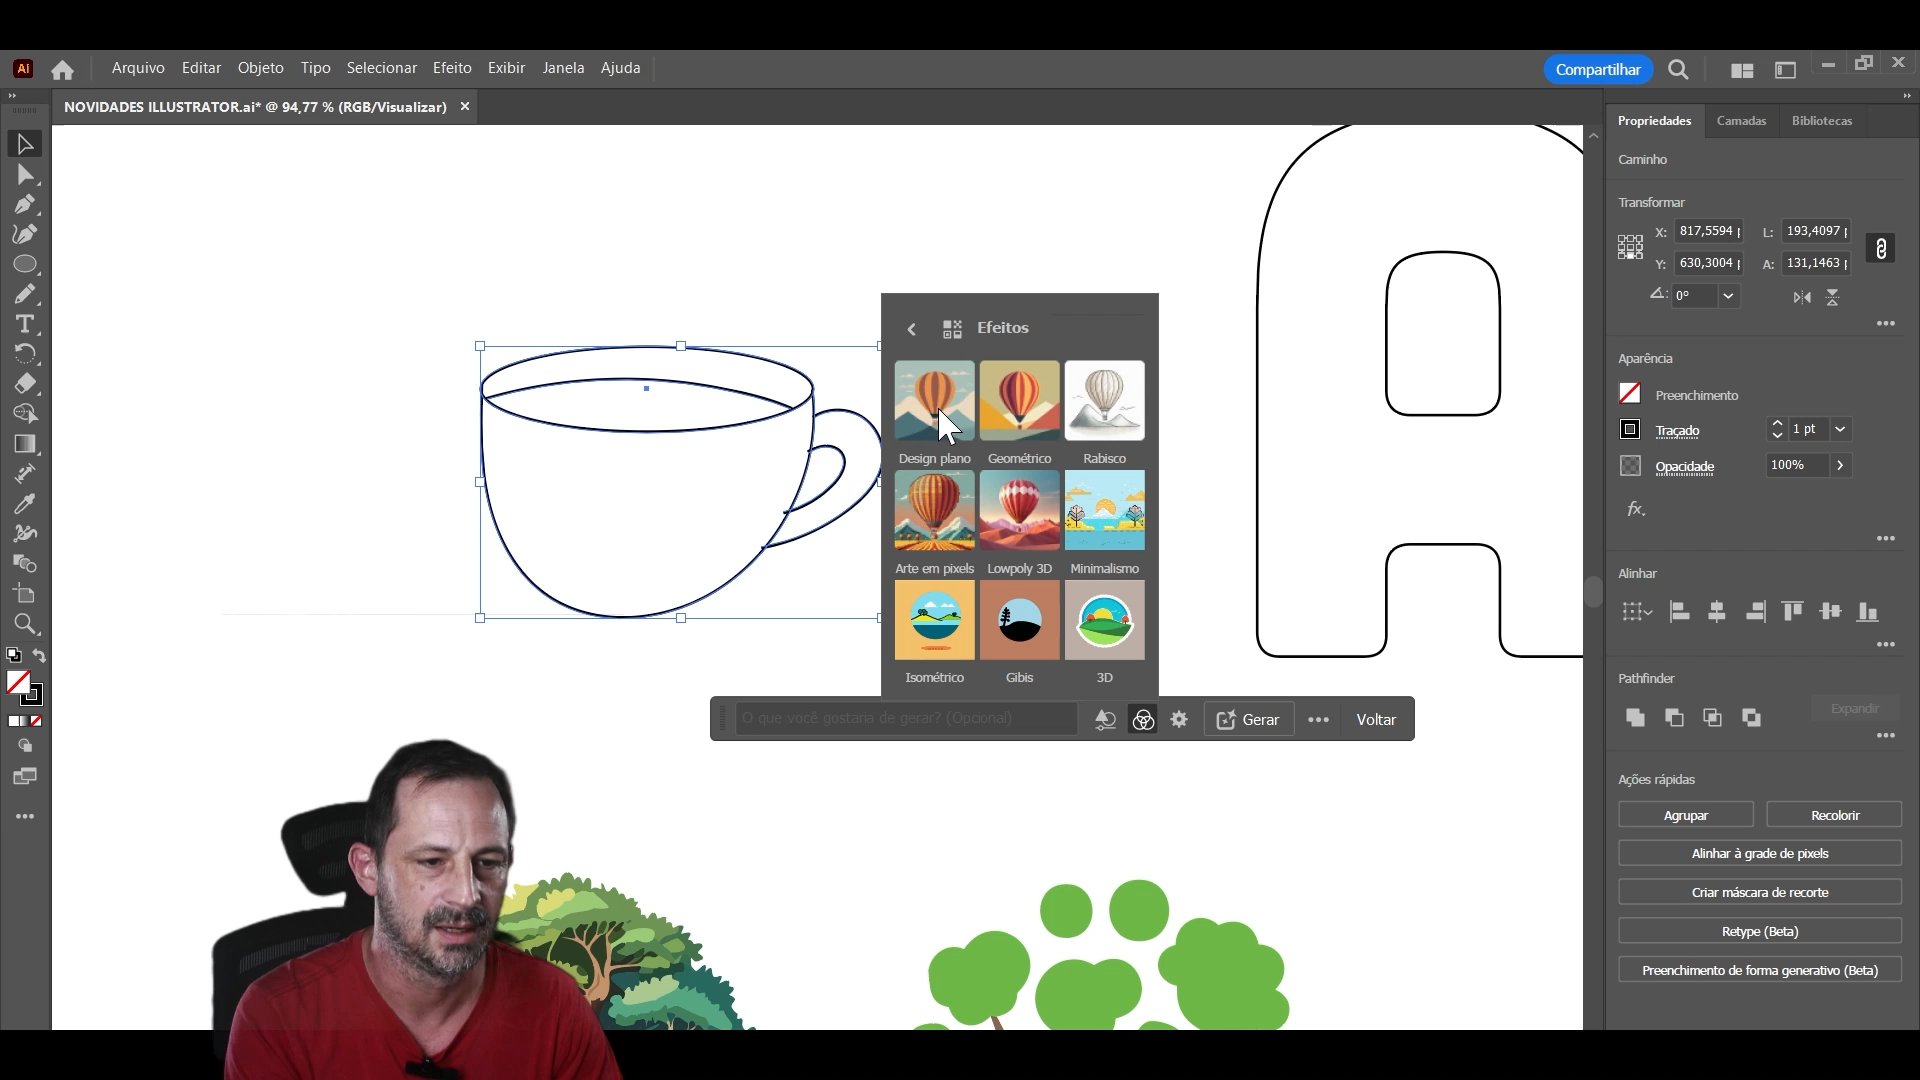 Ai
Arquivo Editar Objeto Tipo Selecionar Efeito Exibir Janela Ajuda
Compartilhar
NOVIDADES ILLUSTRATOR.ai* @ 94,77 % (RGB/Visualizar)
Propriedades Camadas Bibliotecas
Caminho
Transformar
X: 817,5594 L: 193,4097
Y: 630,3004 A: 131,1463
0°
Aparência
Preenchimento
Traçado 1 pt
Opacidade 100%
fx.
Alinhar
Pathfinder
Expandir
Ações rápidas
Agrupar Recolorir
Alinhar à grade de pixels
Criar máscara de recorte
Retype (Beta)
Preenchimento de forma generativo (Beta)
Efeitos
Design plano Geométrico Rabisco
Arte em pixels Lowpoly 3D Minimalismo
Isométrico Gibis 3D
O que você gostaria de gerar? (Opcional) Gerar Voltar